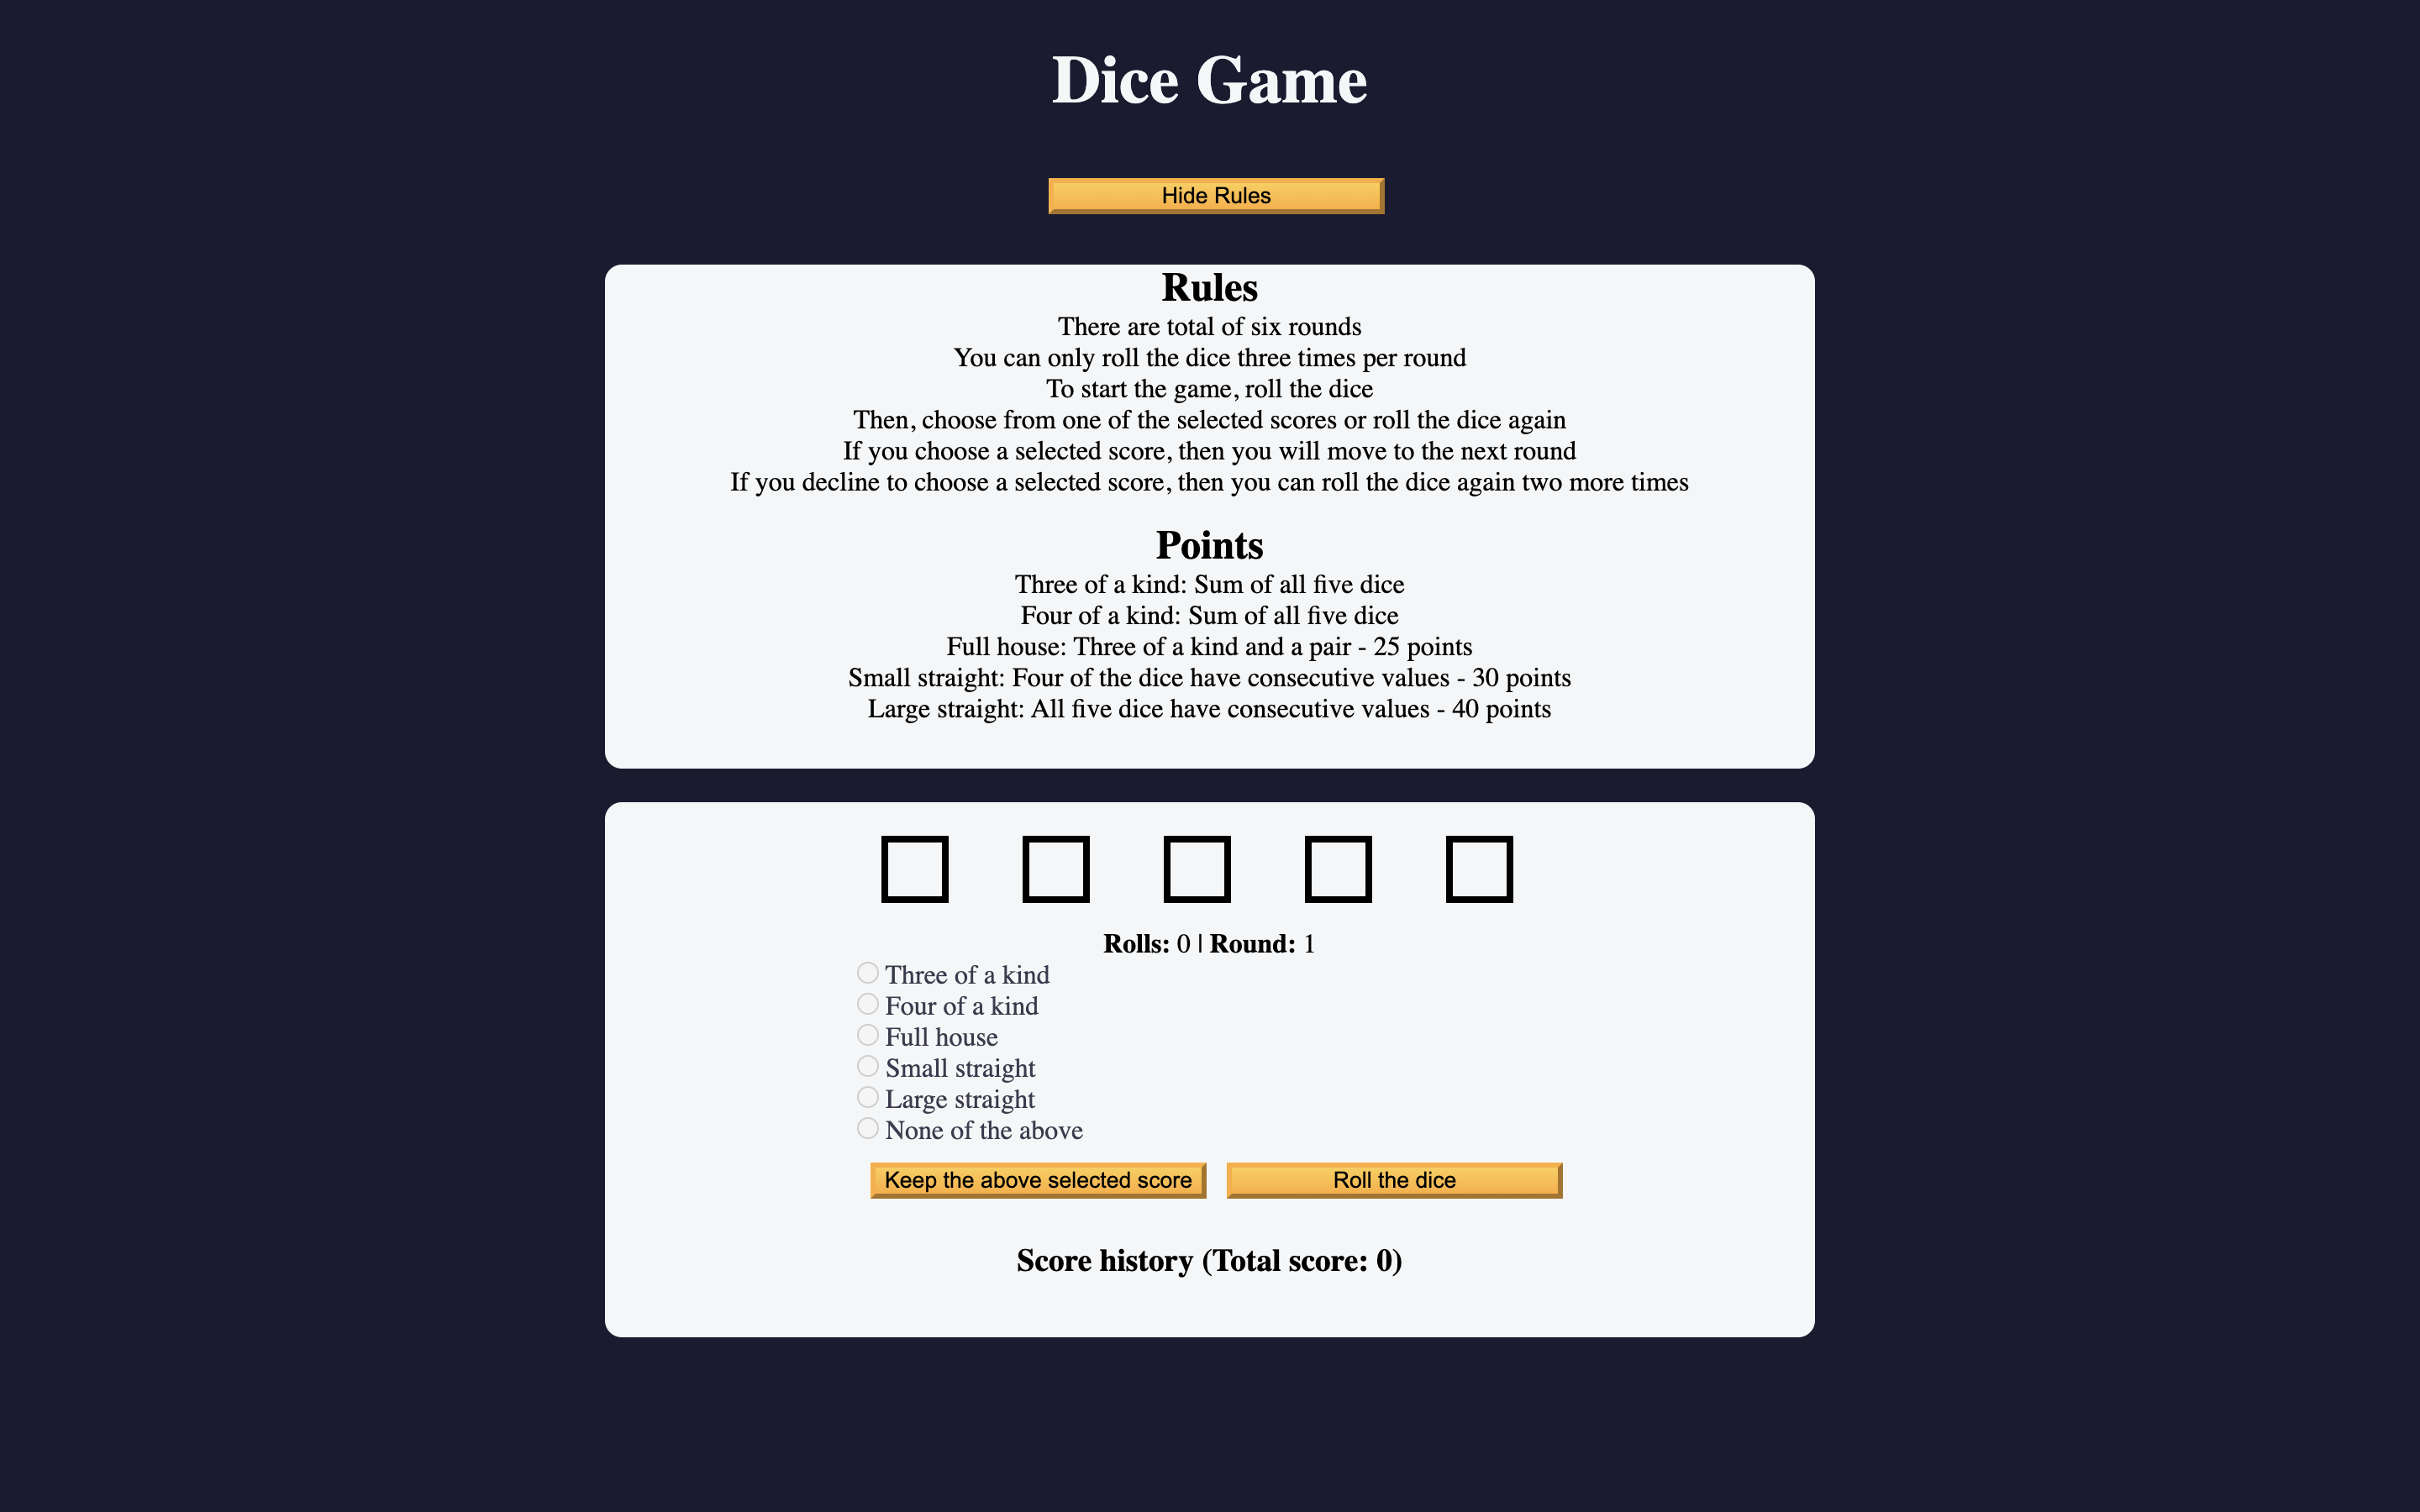 Dice Game
Hide Rules
Rules
There are total of six rounds
You can only roll the dice three times per round
To start the game, roll the dice
Then, choose from one of the selected scores or roll the dice again
If you choose a selected score, then you will move to the next round
If you decline to choose a selected score, then you can roll the dice again two more times
Points
Three of a kind: Sum of all five dice
Four of a kind: Sum of all five dice
Full house: Three of a kind and a pair - 25 points
Small straight: Four of the dice have consecutive values - 30 points
Large straight: All five dice have consecutive values - 40 points
Rolls: 0 | Round: 1
Three of a kind
Four of a kind
Full house
Small straight
Large straight
None of the above
Keep the above selected score
Roll the dice
Score history (Total score: 0)